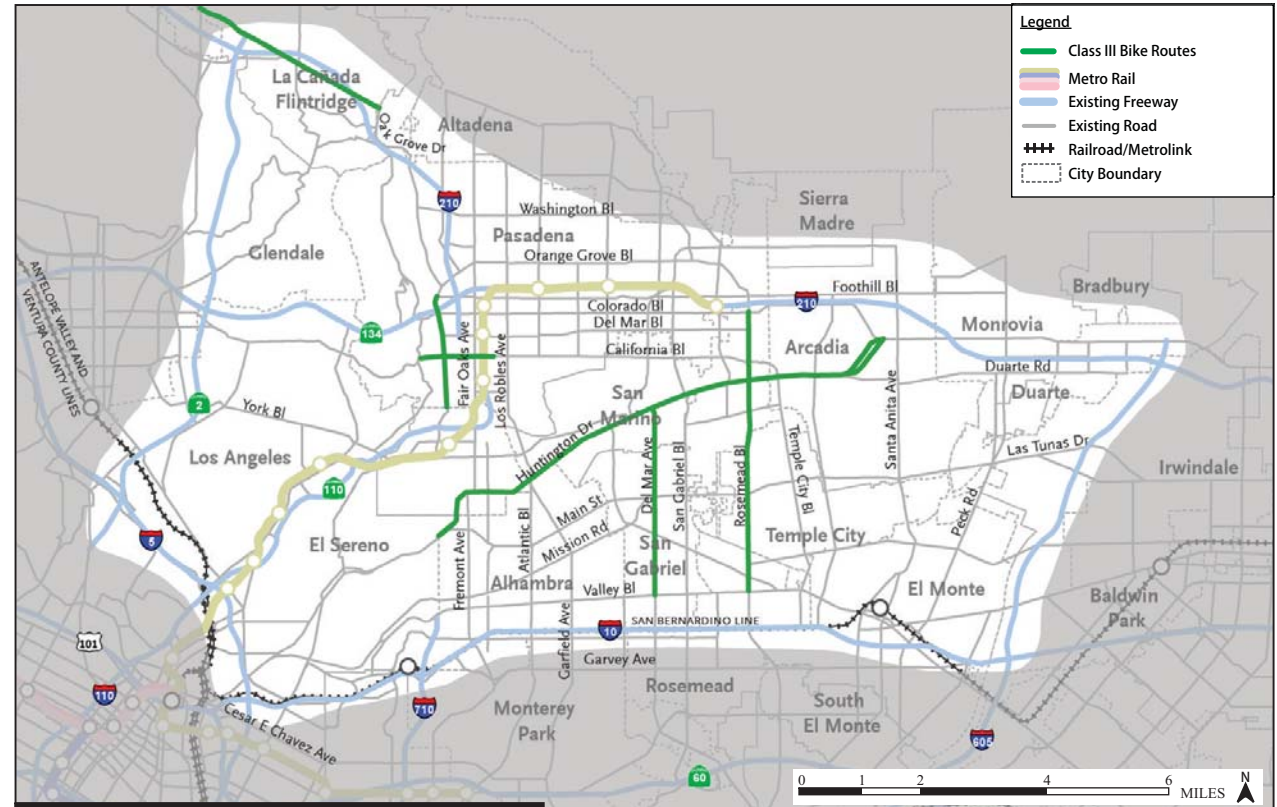 Legend
Class III Bike Routes
Metro Rail
Existing Freeway
Existing Road
Railroad/Metrolink
City Boundary
La Cañada
Flintridge
Oak Grove Dr
Altadena
210
Washington Bl
Sierra
Madre
Pasadena
Glendale
Orange Grove Bl
ANTELOPE VALLEY AND
VENTURA COUNTY LINES
Foothill Bl
Bradbury
210
Colorado Bl
Del Mar Bl
134
Monrovia
Fair Oaks Ave
Los Robles Ave
California Bl
Arcadia
Duarte Rd
Duarte
San
Marino
2
York Bl
Santa Anita Ave
Huntington Dr
Las Tunas Dr
Los Angeles
Del Mar Ave
San Gabriel Bl
Rosemead Bl
Temple City Bl
Irwindale
110
Main St
Peck Rd
Mission Rd
5
El Sereno
Atlantic Bl
San
Gabriel
Temple City
Fremont Ave
Alhambra
Valley Bl
El Monte
Baldwin
Park
SAN BERNARDINO LINE
10
101
Garfield Ave
Garvey Ave
Rosemead
110
710
Monterey
Park
South
El Monte
Cesar E Chavez Ave
605
60
0 1 2 4 6
MILES
N